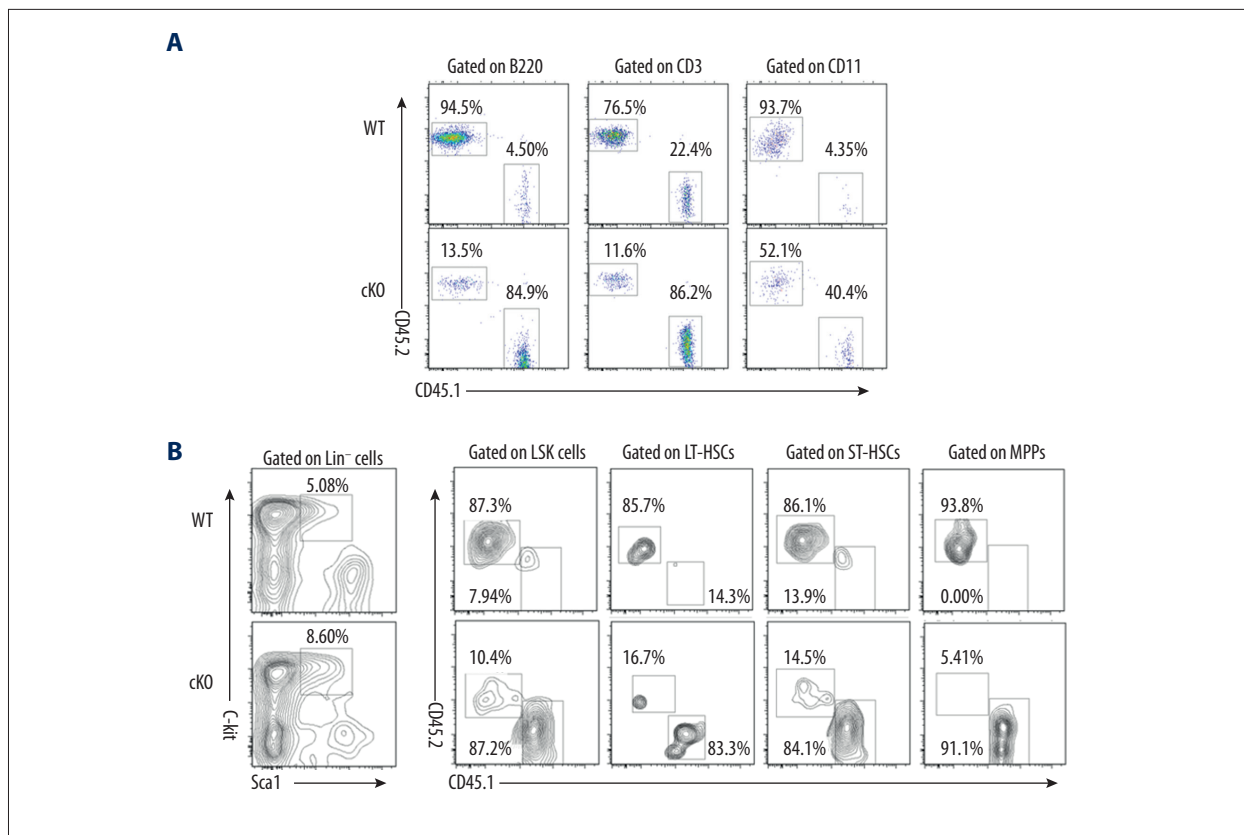 A
Gated on B220 Gated on CD3 Gated on CD11
WT
94.5% 4.50% 76.5% 22.4% 93.7% 4.35%
cKO
13.5% 84.9% 11.6% 86.2% 52.1% 40.4%
CD45.2
CD45.1
B
Gated on Lin⁻ cells Gated on LSK cells Gated on LT-HSCs Gated on ST-HSCs Gated on MPPs
WT
5.08% 87.3% 85.7% 86.1% 93.8%
7.94% 14.3% 13.9% 0.00%
cKO
8.60% 10.4% 16.7% 14.5% 5.41%
87.2% 83.3% 84.1% 91.1%
C-kit
CD45.2
Sca1
CD45.1